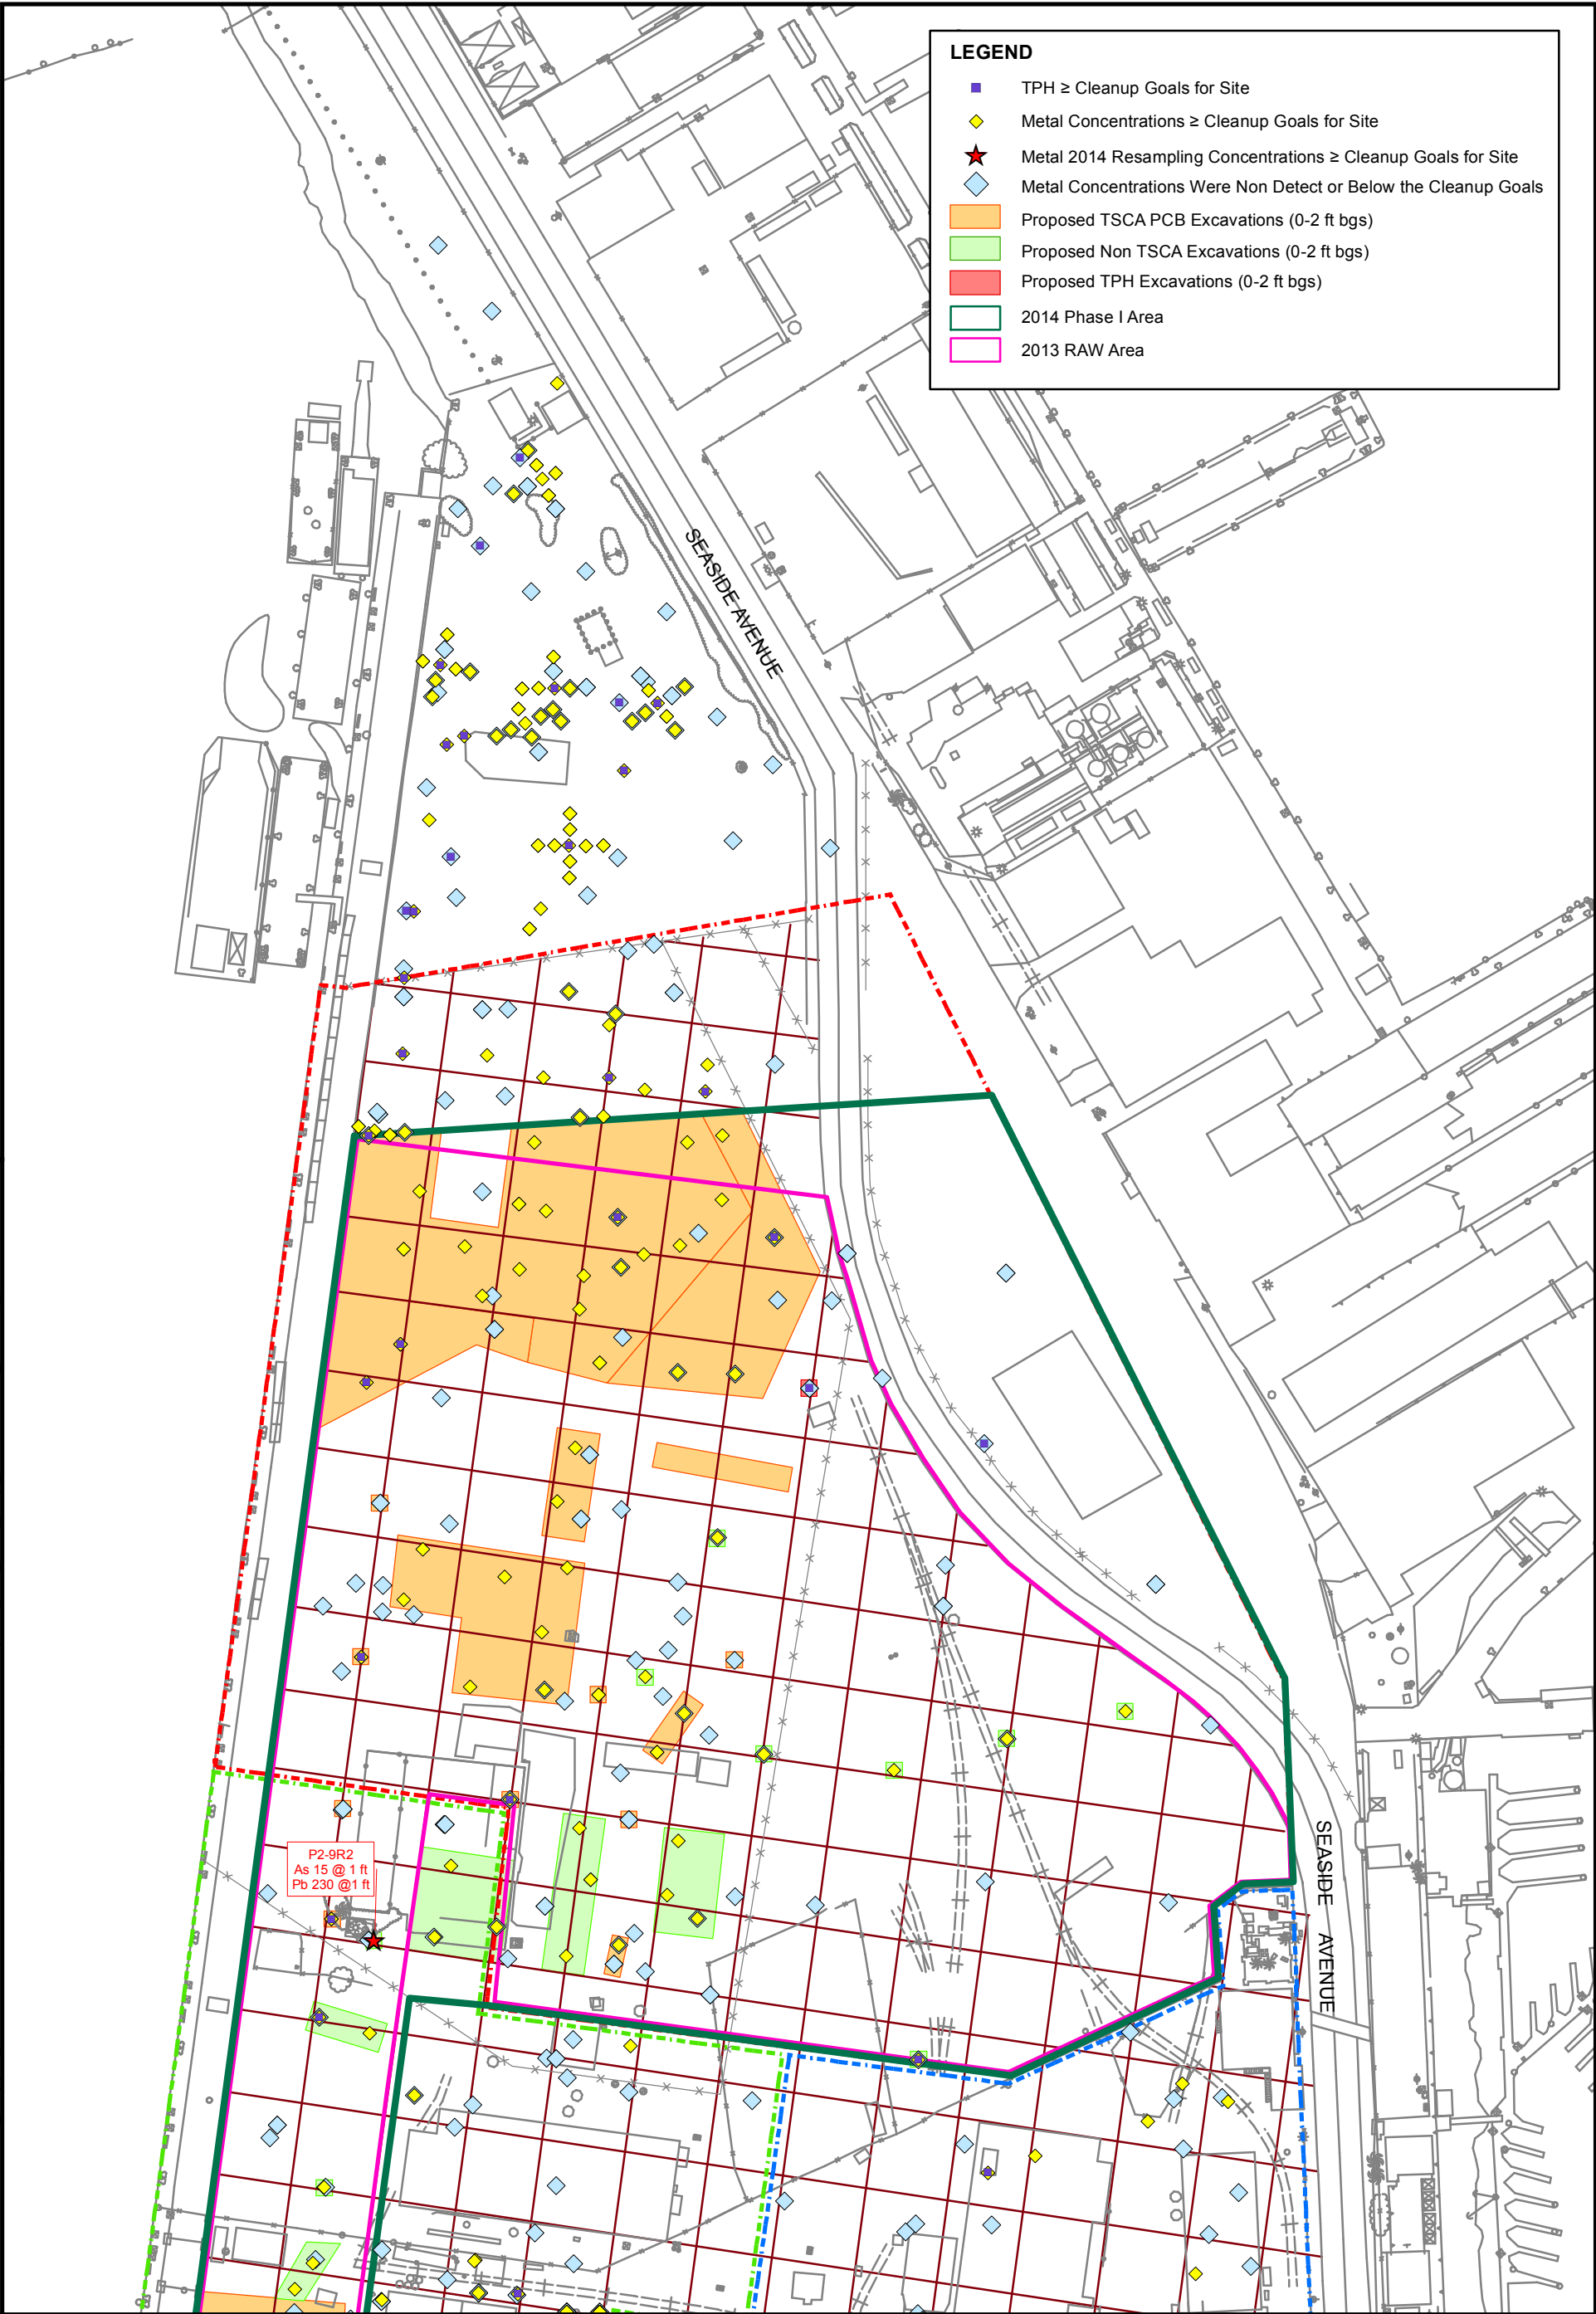 LEGEND
TPH ≥ Cleanup Goals for Site
Metal Concentrations ≥ Cleanup Goals for Site
Metal 2014 Resampling Concentrations ≥ Cleanup Goals for Site
Metal Concentrations Were Non Detect or Below the Cleanup Goals
Proposed TSCA PCB Excavations (0-2 ft bgs)
Proposed Non TSCA Excavations (0-2 ft bgs)
Proposed TPH Excavations (0-2 ft bgs)
2014 Phase I Area
2013 RAW Area
SEASIDE AVENUE
P2-9R2
As 15 @ 1 ft
Pb 230 @1 ft
SEASIDE AVENUE